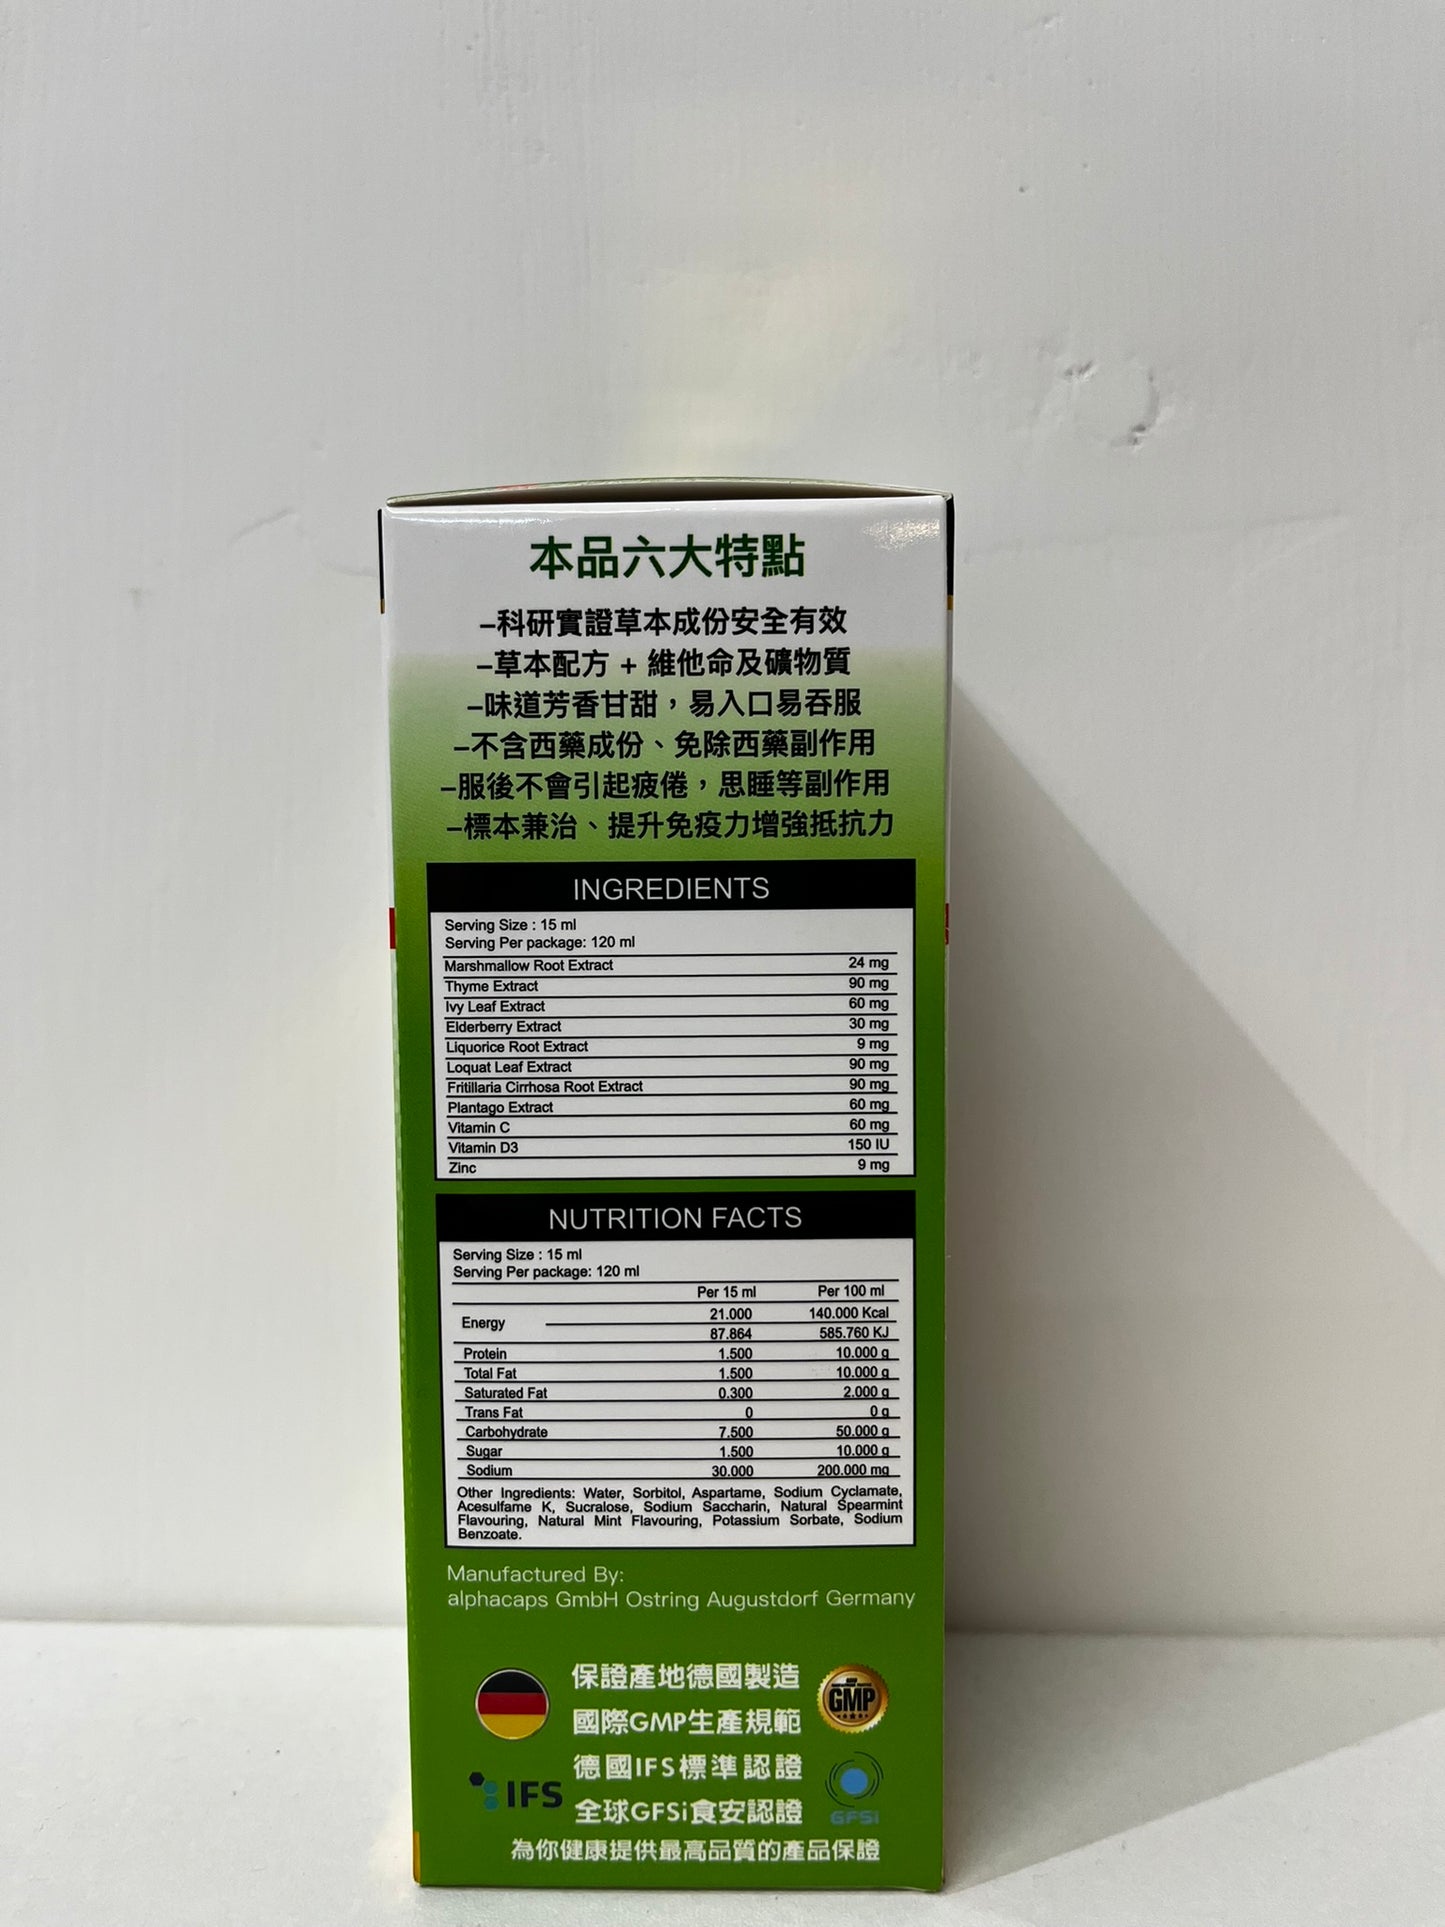 本品六大特點
–科研實證草本成份安全有效
–草本配方 + 維他命及礦物質
–味道芳香甘甜，易入口易吞服
–不含西藥成份、免除西藥副作用
–服後不會引起疲倦，思睡等副作用
–標本兼治、提升免疫力增強抵抗力
INGREDIENTS
Serving Size : 15 ml
Serving Per package: 120 ml
Marshmallow Root Extract 24 mg
Thyme Extract 90 mg
Ivy Leaf Extract 60 mg
Elderberry Extract 30 mg
Liquorice Root Extract 9 mg
Loquat Leaf Extract 90 mg
Fritillaria Cirrhosa Root Extract 90 mg
Plantago Extract 60 mg
Vitamin C 60 mg
Vitamin D3 150 IU
Zinc 9 mg
NUTRITION FACTS
Serving Size : 15 ml
Serving Per package: 120 ml
Per 15 ml Per 100 ml
Energy 21.000 140.000 Kcal
87.864 585.760 KJ
Protein 1.500 10.000 g
Total Fat 1.500 10.000 g
Saturated Fat 0.300 2.000 g
Trans Fat 0 0 g
Carbohydrate 7.500 50.000 g
Sugar 1.500 10.000 g
Sodium 30.000 200.000 mg
Other Ingredients: Water, Sorbitol, Aspartame, Sodium Cyclamate,
Acesulfame K, Sucralose, Sodium Saccharin, Natural Spearmint
Flavouring, Natural Mint Flavouring, Potassium Sorbate, Sodium
Benzoate.
Manufactured By:
alphacaps GmbH Ostring Augustdorf Germany
保證產地德國製造
國際GMP生產規範
GMP
德國IFS標準認證
IFS
全球GFSi食安認證
GFSi
為你健康提供最高品質的產品保證